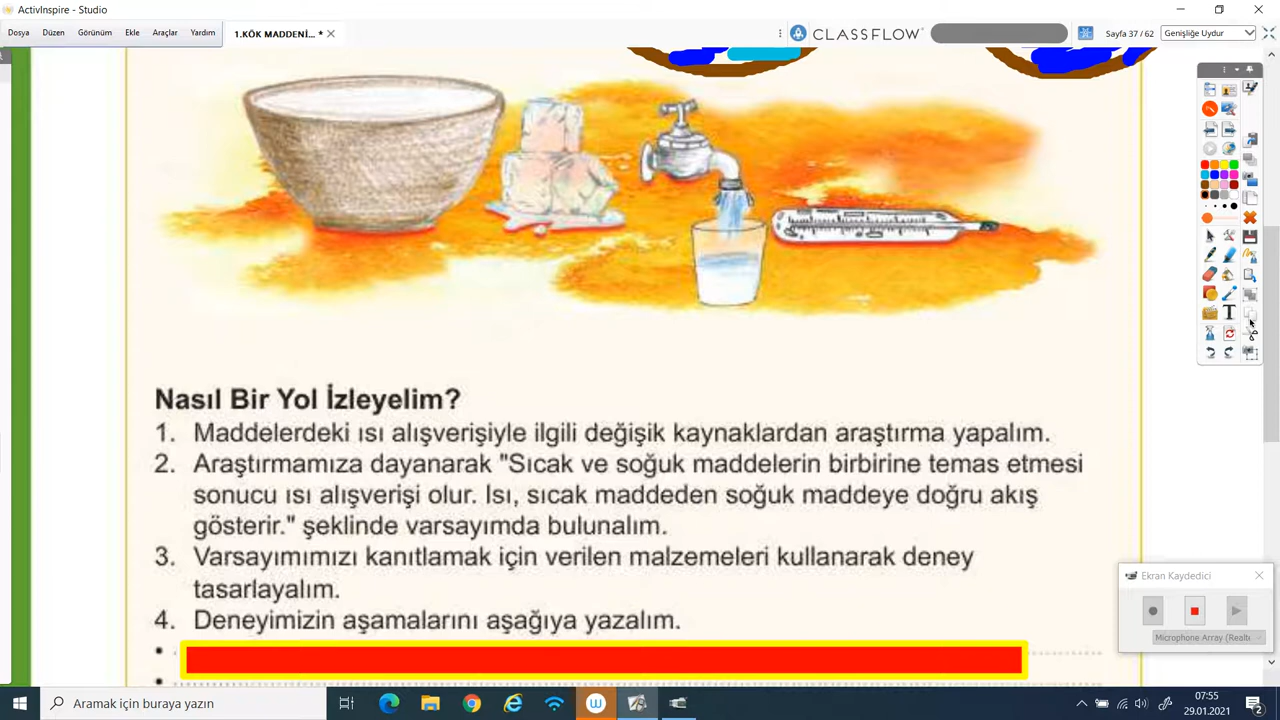 ActivInspire - Studio
Dosya Düzen Görünüm Ekle Araçlar Yardım
1.KÖK MADDENİ... *
CLASSFLOW
Sayfa 37 / 62
Genişliğe Uydur
Nasıl Bir Yol İzleyelim?
1. Maddelerdeki ısı alışverişiyle ilgili değişik kaynaklardan araştırma yapalım.
2. Araştırmamıza dayanarak "Sıcak ve soğuk maddelerin birbirine temas etmesi
sonucu ısı alışverişi olur. Isı, sıcak maddeden soğuk maddeye doğru akış
gösterir." şeklinde varsayımda bulunalım.
3. Varsayımımızı kanıtlamak için verilen malzemeleri kullanarak deney
tasarlayalım.
4. Deneyimizin aşamalarını aşağıya yazalım.
Ekran Kaydedici
Microphone Array (Realte
Aramak için buraya yazın
07:55
29.01.2021
2